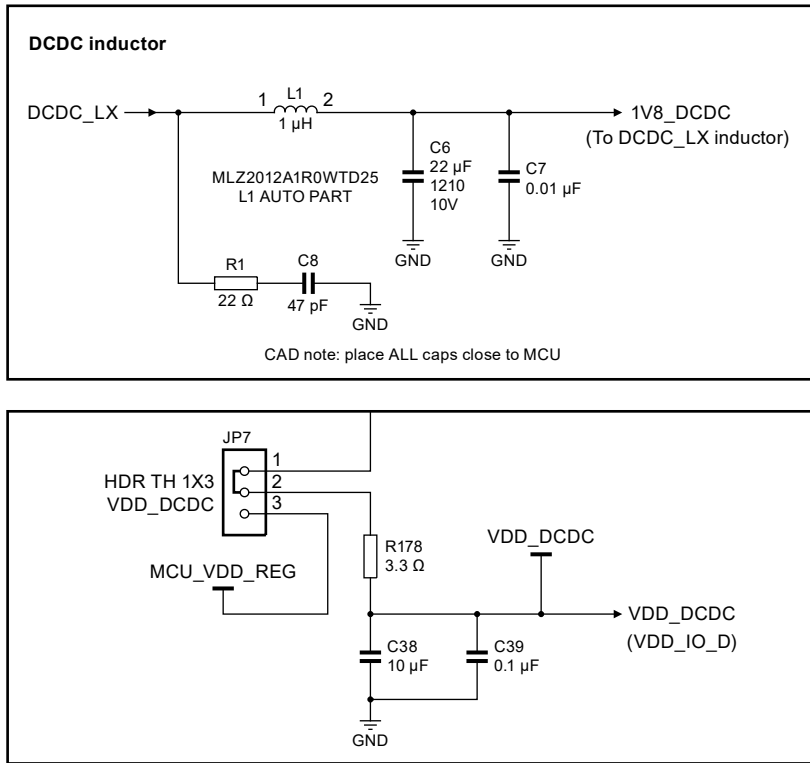 DCDC inductor
DCDC_LX
1 L1 2
1 µH
1V8_DCDC
(To DCDC_LX inductor)
MLZ2012A1R0WTD25
L1 AUTO PART
C6
22 µF
1210
10V
C7
0.01 µF
GND
GND
R1
22 Ω
C8
47 pF
GND
CAD note: place ALL caps close to MCU
JP7
HDR TH 1X3
VDD_DCDC
1
2
3
MCU_VDD_REG
R178
3.3 Ω
VDD_DCDC
VDD_DCDC
(VDD_IO_D)
C38
10 µF
C39
0.1 µF
GND